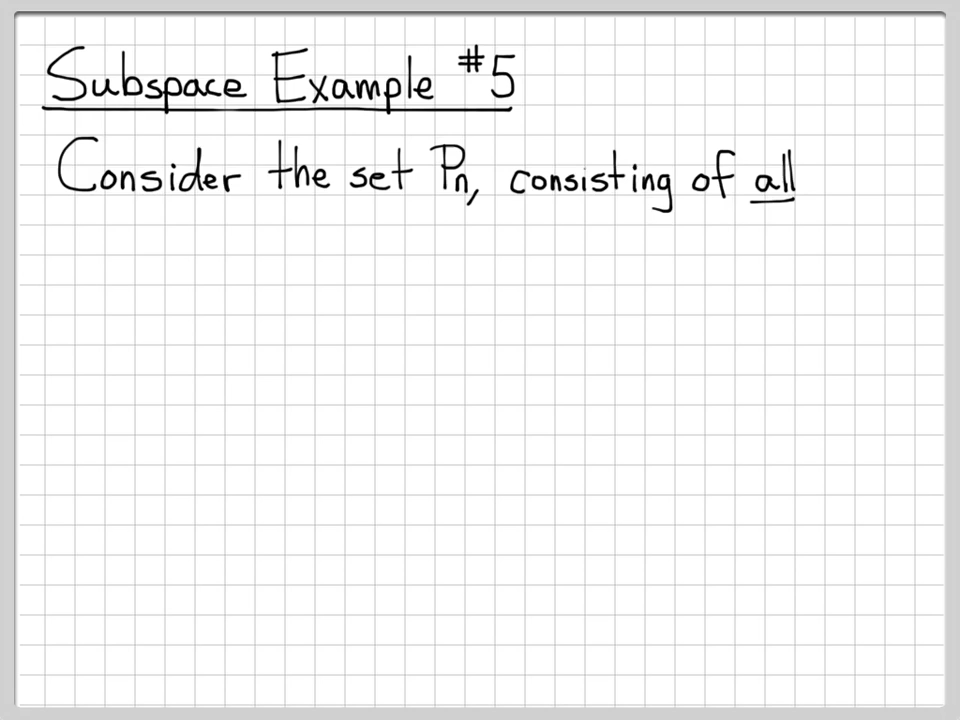 Subspace Example #5
Consider the set Pn, consisting of all